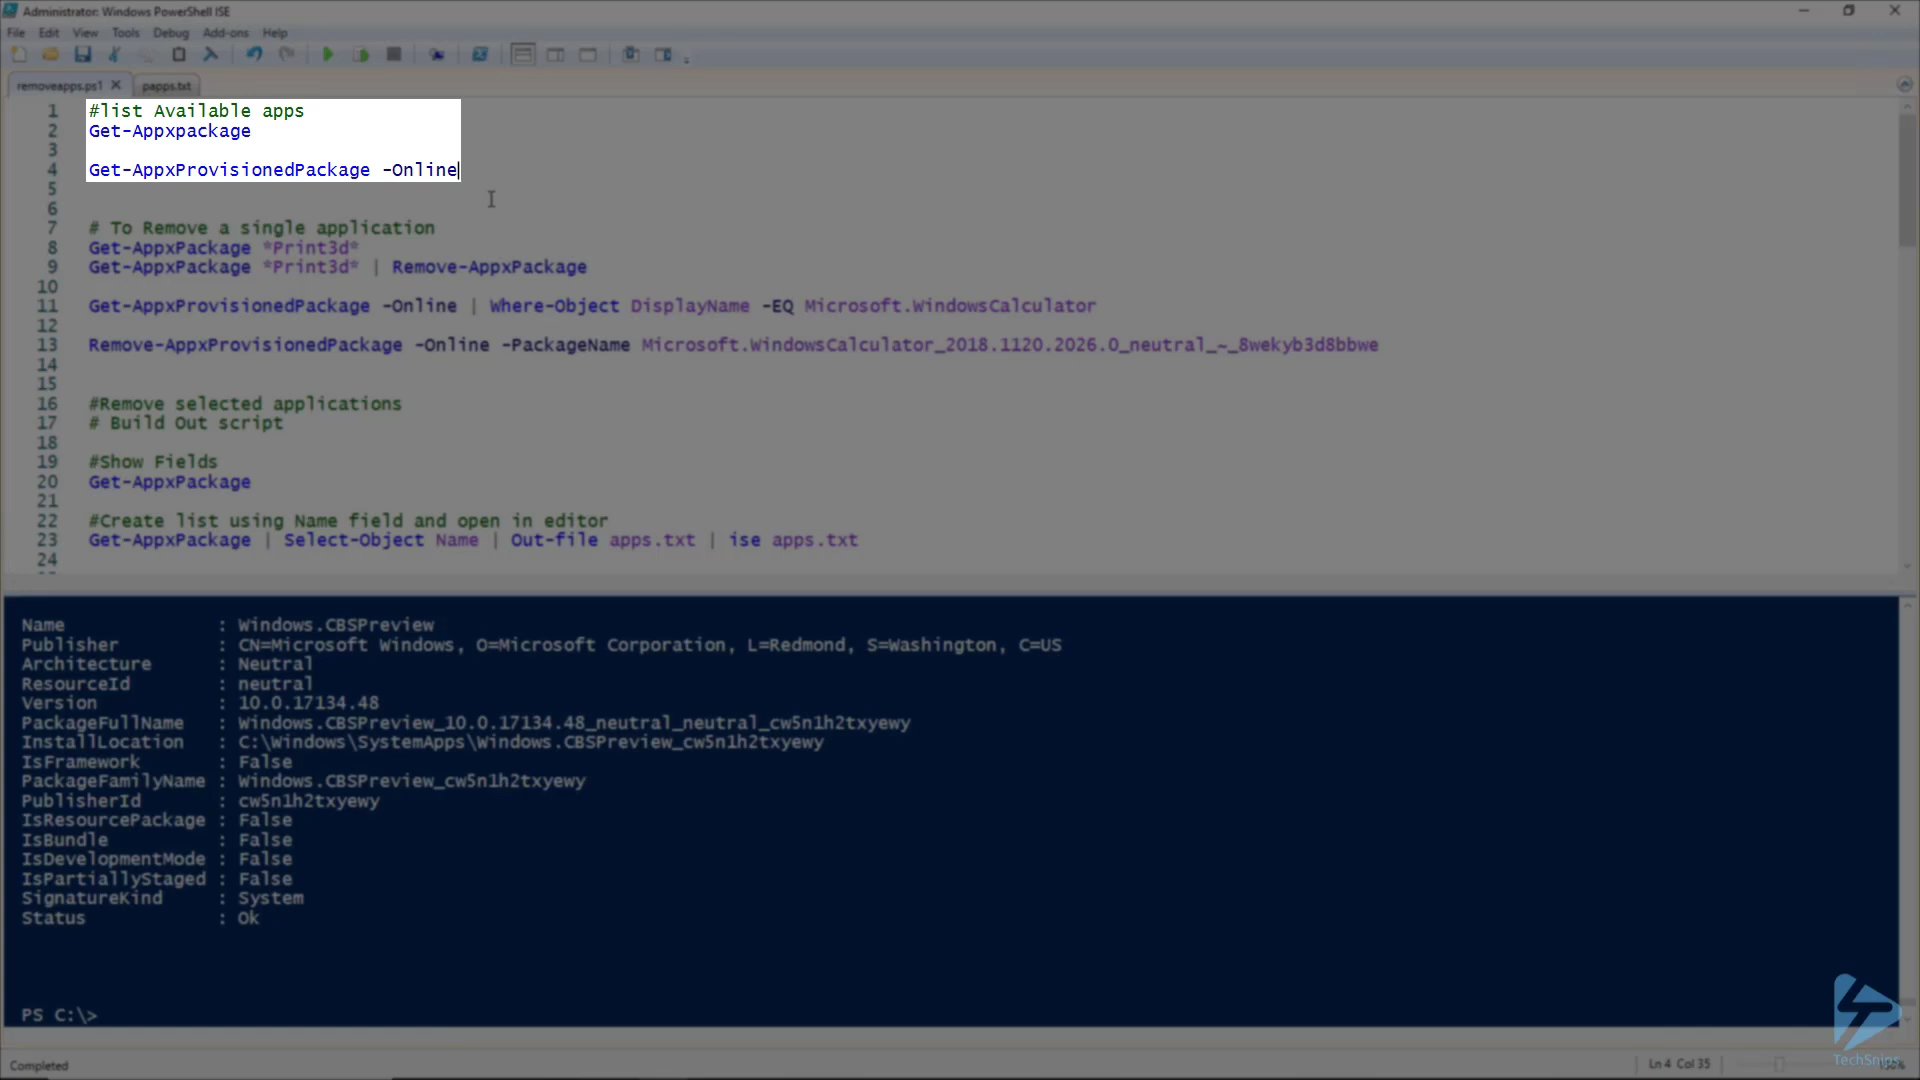 Administrator: Windows PowerShell ISE
File Edit View Tools Debug Add-ons Help
removeapps.ps1 papps.txt
1 #list Available apps
2 Get-Appxpackage
3
4 Get-AppxProvisionedPackage -Online
5
6
7 # To Remove a single application
8 Get-AppxPackage *Print3d*
9 Get-AppxPackage *Print3d* | Remove-AppxPackage
10
11 Get-AppxProvisionedPackage -Online | Where-Object DisplayName -EQ Microsoft.WindowsCalculator
12
13 Remove-AppxProvisionedPackage -Online -PackageName Microsoft.WindowsCalculator_2018.1120.2026.0_neutral_~_8wekyb3d8bbwe
14
15
16 #Remove selected applications
17 # Build Out script
18
19 #Show Fields
20 Get-AppxPackage
21
22 #Create list using Name field and open in editor
23 Get-AppxPackage | Select-Object Name | Out-file apps.txt | ise apps.txt
24
Name : Windows.CBSPreview
Publisher : CN=Microsoft Windows, O=Microsoft Corporation, L=Redmond, S=Washington, C=US
Architecture : Neutral
ResourceId : neutral
Version : 10.0.17134.48
PackageFullName : Windows.CBSPreview_10.0.17134.48_neutral_neutral_cw5n1h2txyewy
InstallLocation : C:\Windows\SystemApps\Windows.CBSPreview_cw5n1h2txyewy
IsFramework : False
PackageFamilyName : Windows.CBSPreview_cw5n1h2txyewy
PublisherId : cw5n1h2txyewy
IsResourcePackage : False
IsBundle : False
IsDevelopmentMode : False
IsPartiallyStaged : False
SignatureKind : System
Status : Ok
PS C:\>
TechSnips
Completed
Ln 4 Col 35